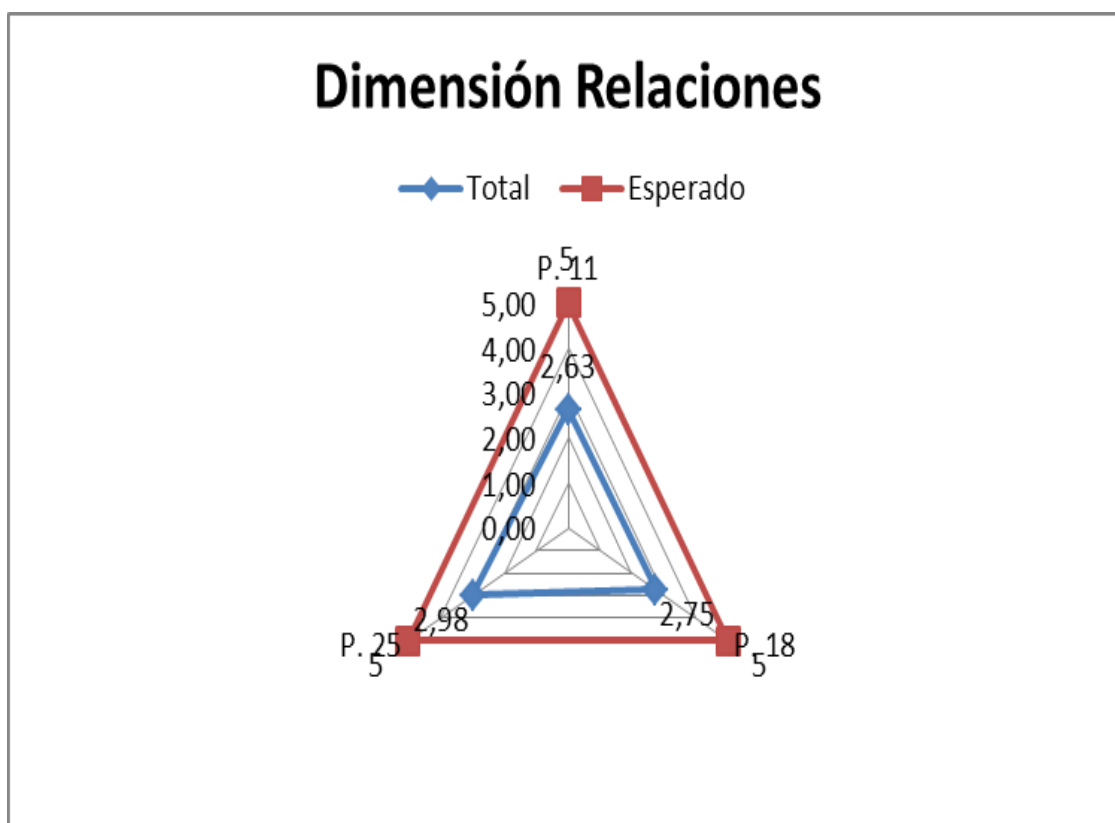 Dimensión Relaciones
Total Esperado
5
P. 11
5,00
4,00
2,63
3,00
2,00
1,00
0,00
2,98
2,75
P. 25
P. 18
5
5